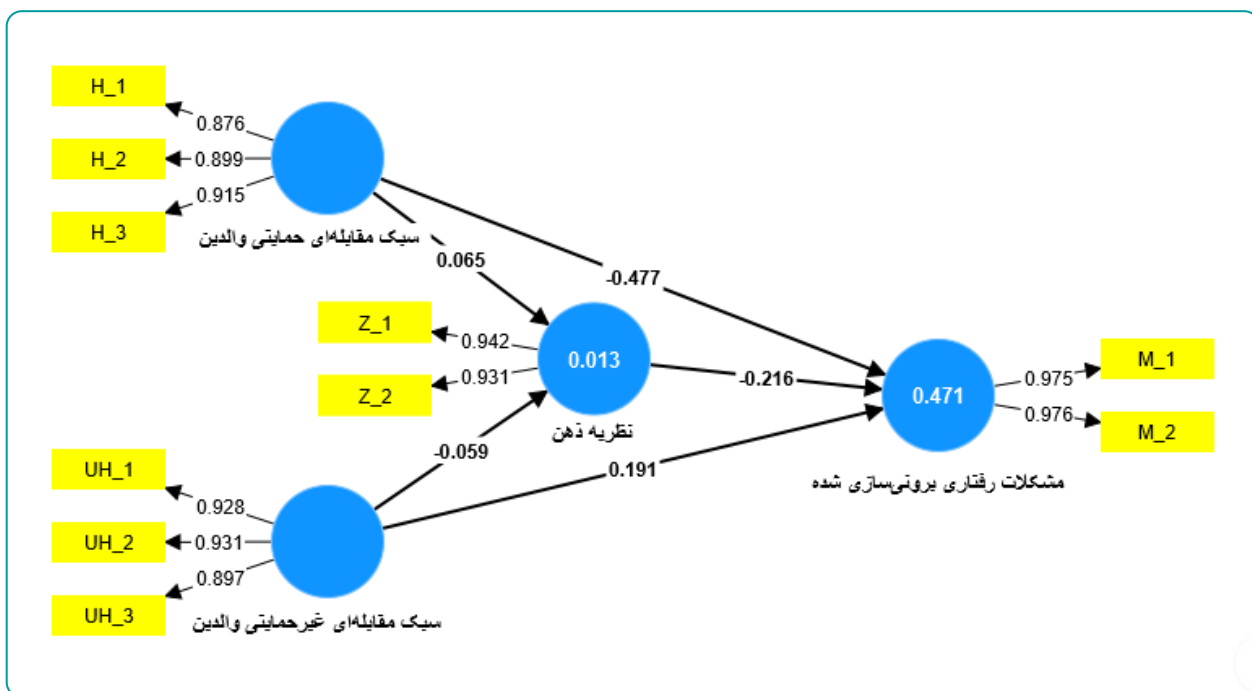 H_1
0.876
H_2
0.899
0.915
H_3
سبک مقابله‌ای حمایتی والدین
0.065
-0.477
Z_1
0.942
Z_2
0.931
0.013
نظریه ذهن
-0.216
0.471
M_1
0.975
0.976
M_2
مشکلات رفتاری برونی‌سازی شده
-0.059
0.191
UH_1
0.928
UH_2
0.931
0.897
UH_3
سبک مقابله‌ای غیرحمایتی والدین